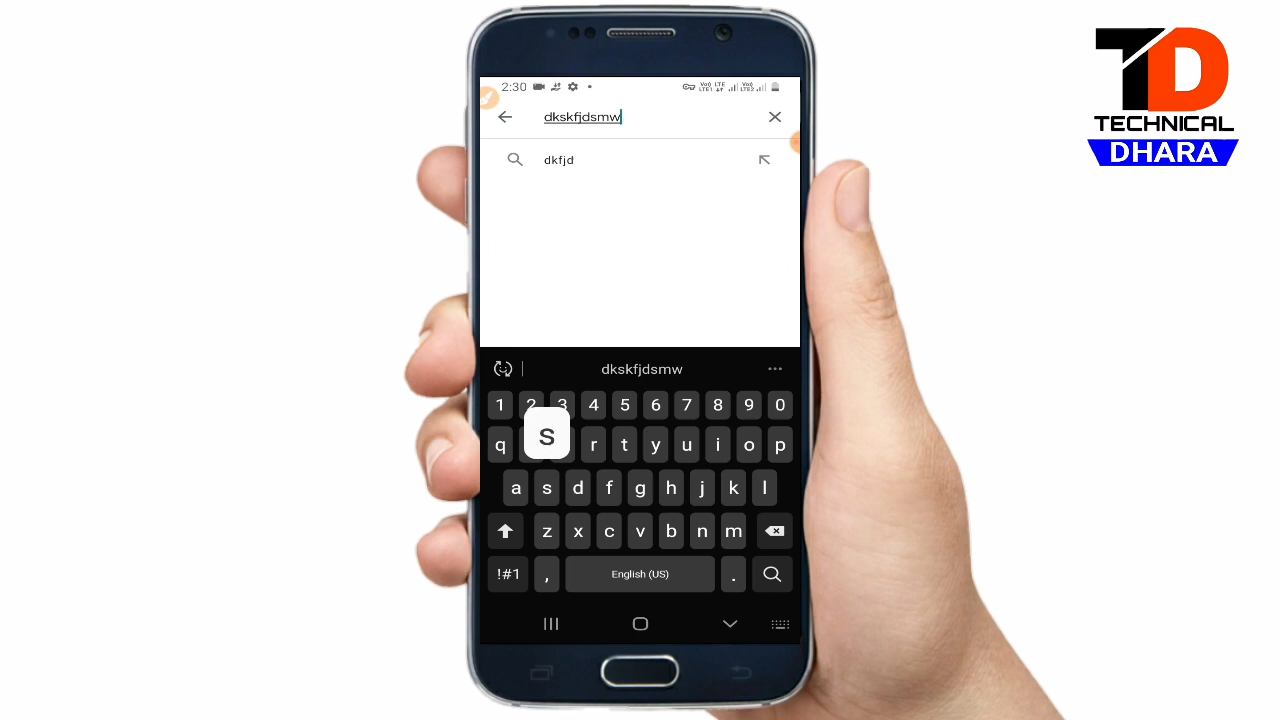 2:30
dkskfjdsmw
dkfjd
dkskfjdsmw
1 2 3 4 5 6 7 8 9 0
q s r t y u i o p
a s d f g h j k l
z x c v b n m
!#1 , English (US) .
TD
TECHNICAL
DHARA